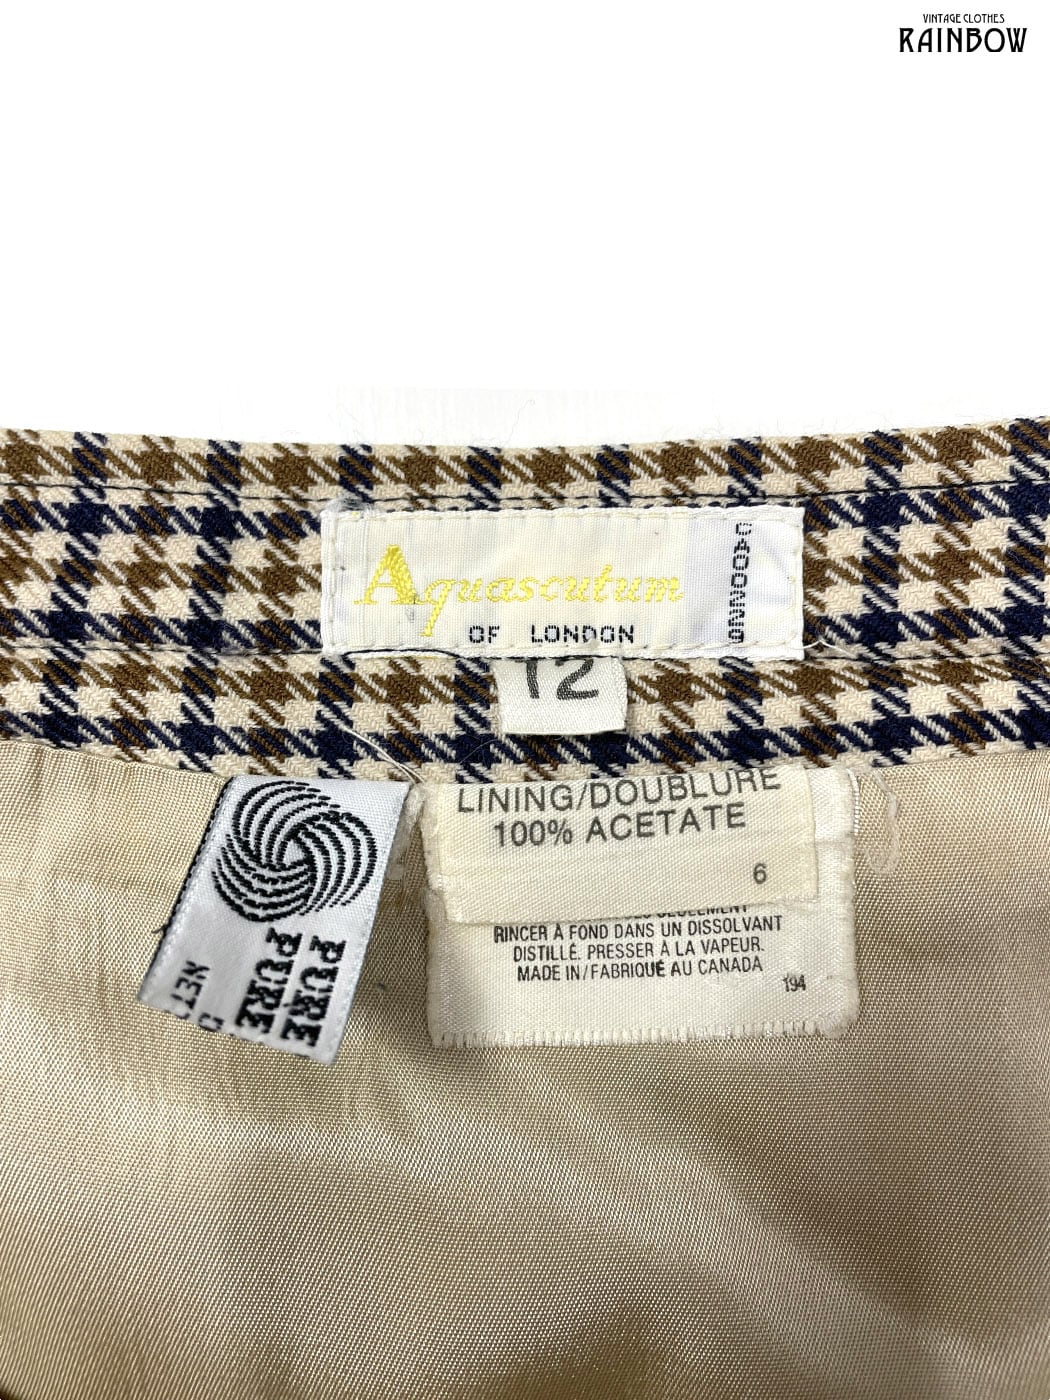 VINTAGE CLOTHES
RAINBOW
Aquascutum
OF LONDON
CA00229
12
LINING/DOUBLURE
100% ACETATE
6
RINCER À FOND DANS UN DISSOLVANT
DISTILLÉ. PRESSER À LA VAPEUR.
MADE IN/FABRIQUÉ AU CANADA
194
PURE
PURE